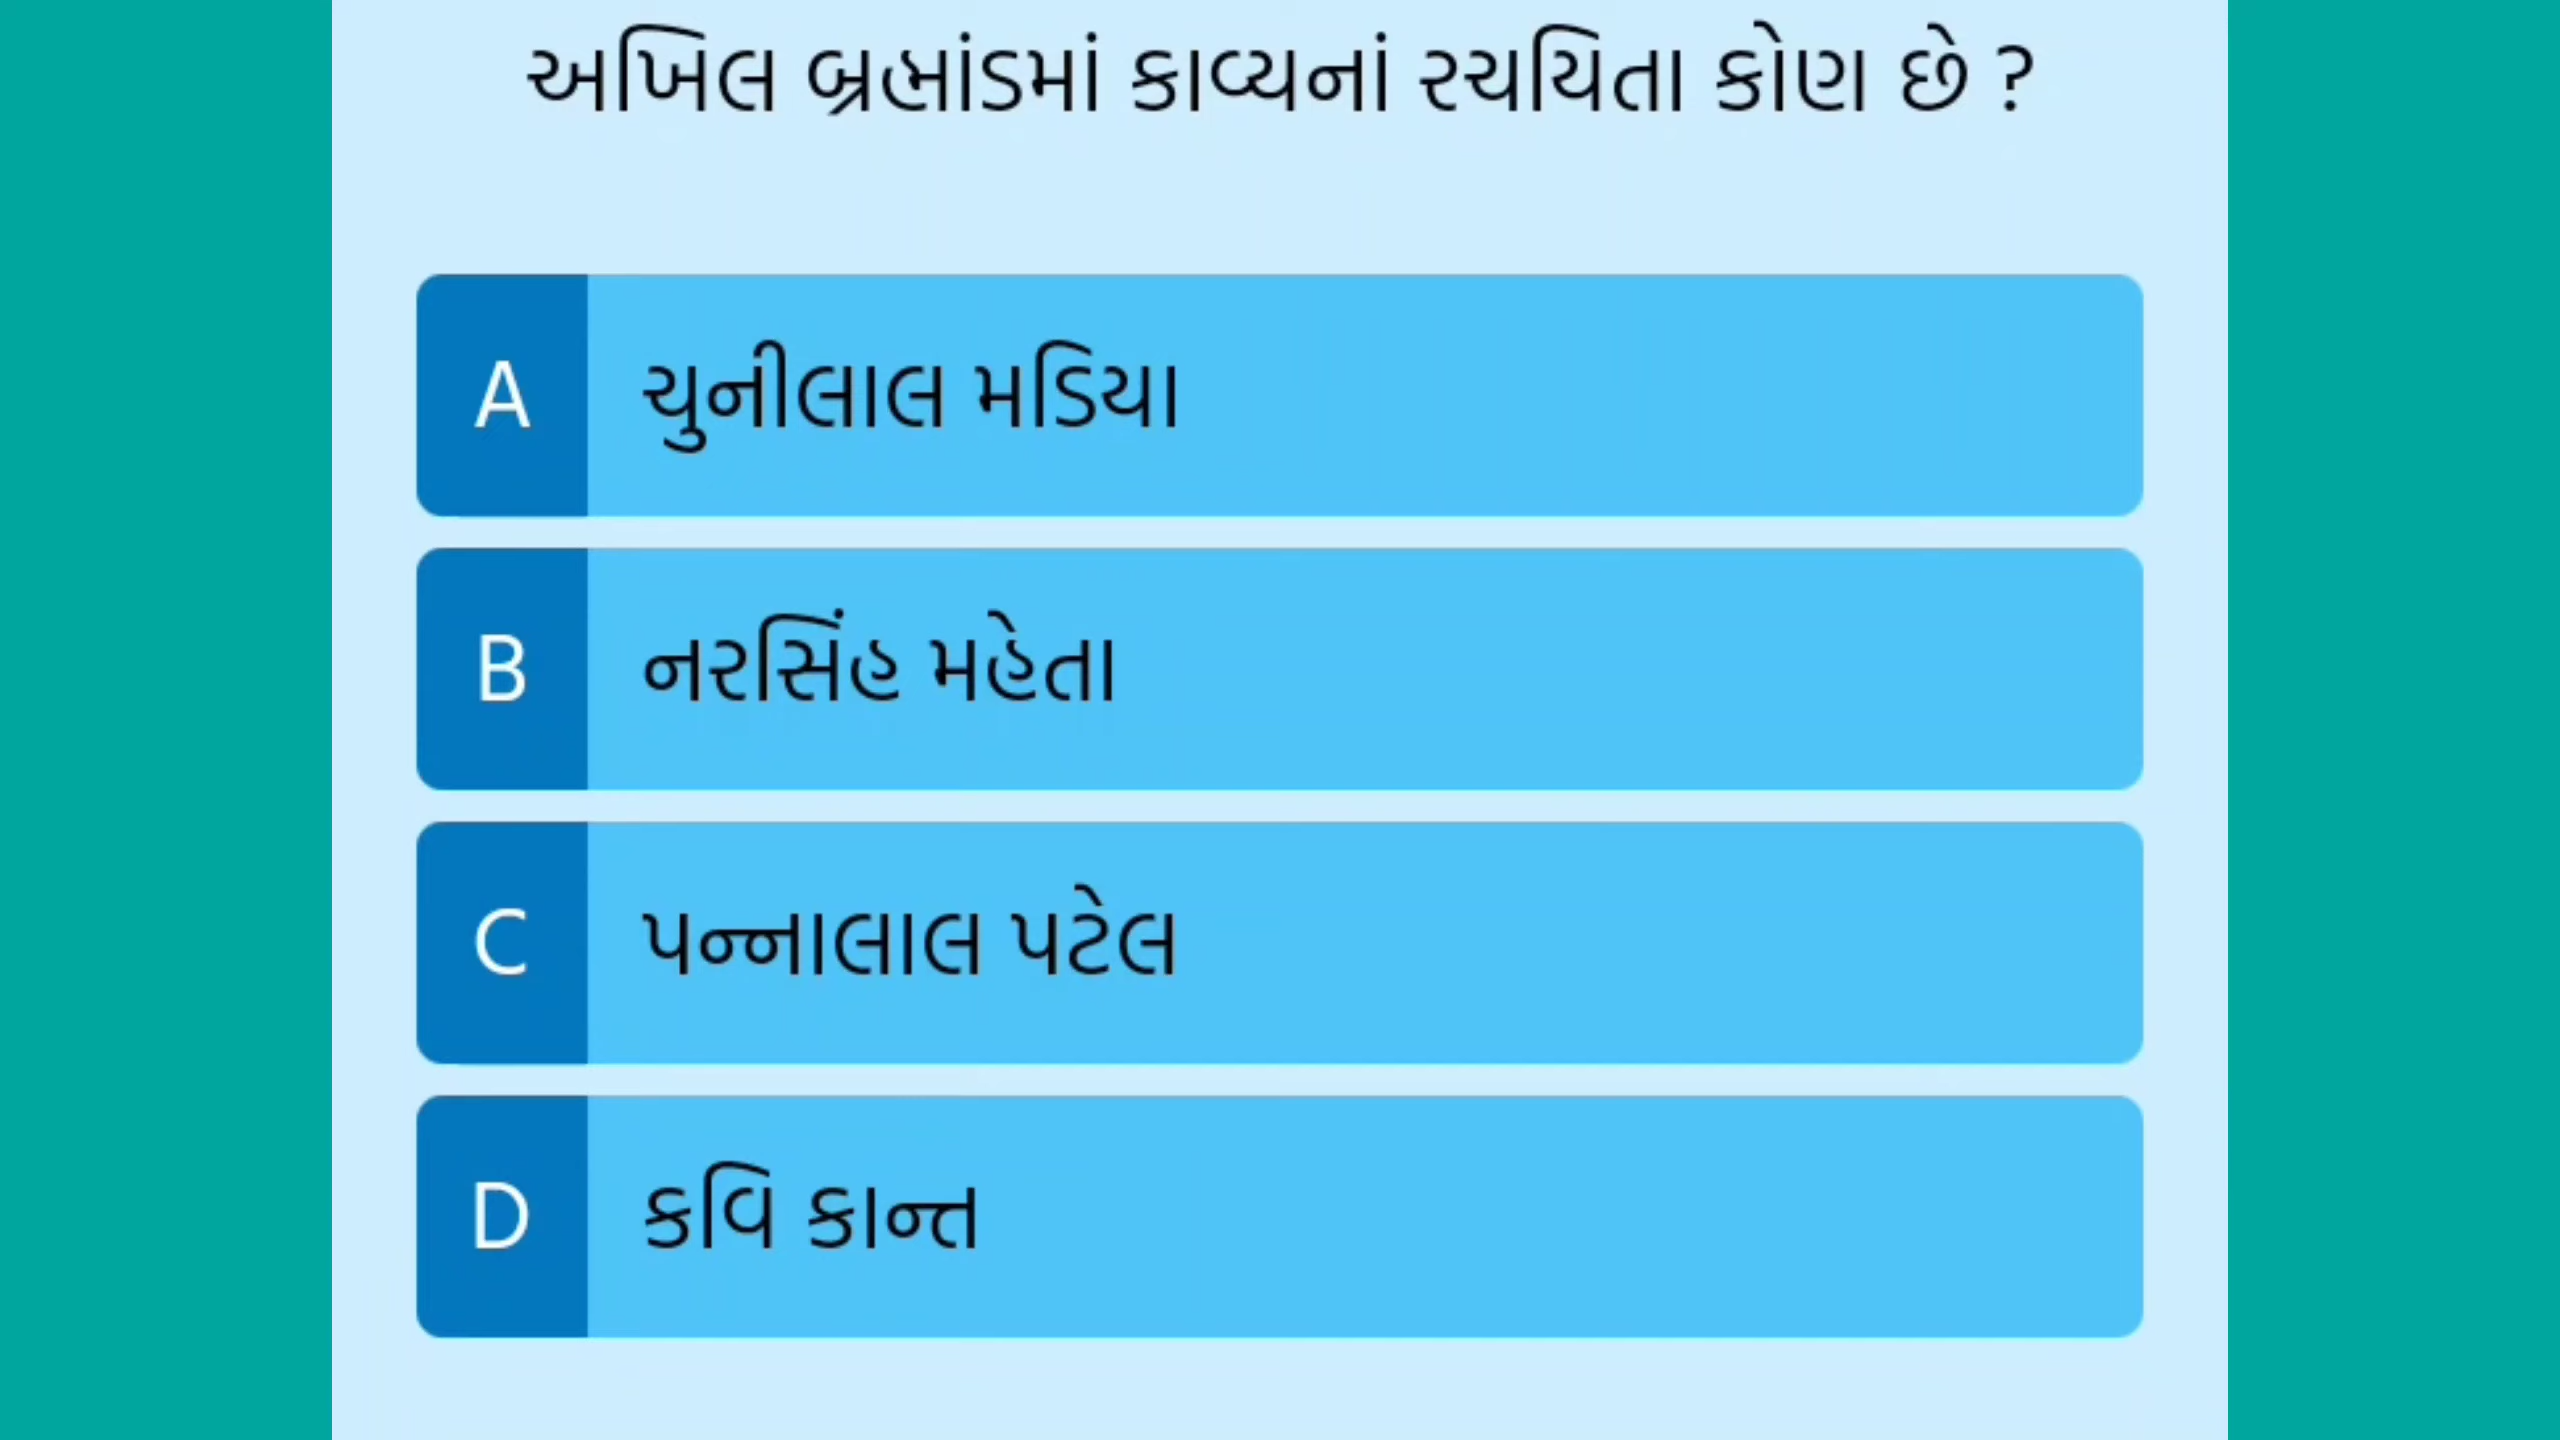 અખિલ બ્રહ્માંડમાં કાવ્યનાં રચયિતા કોણ છે ?
A ચુનીલાલ મડિયા
B નરસિંહ મહેતા
C પન્નાલાલ પટેલ
D કવિ કાન્ત